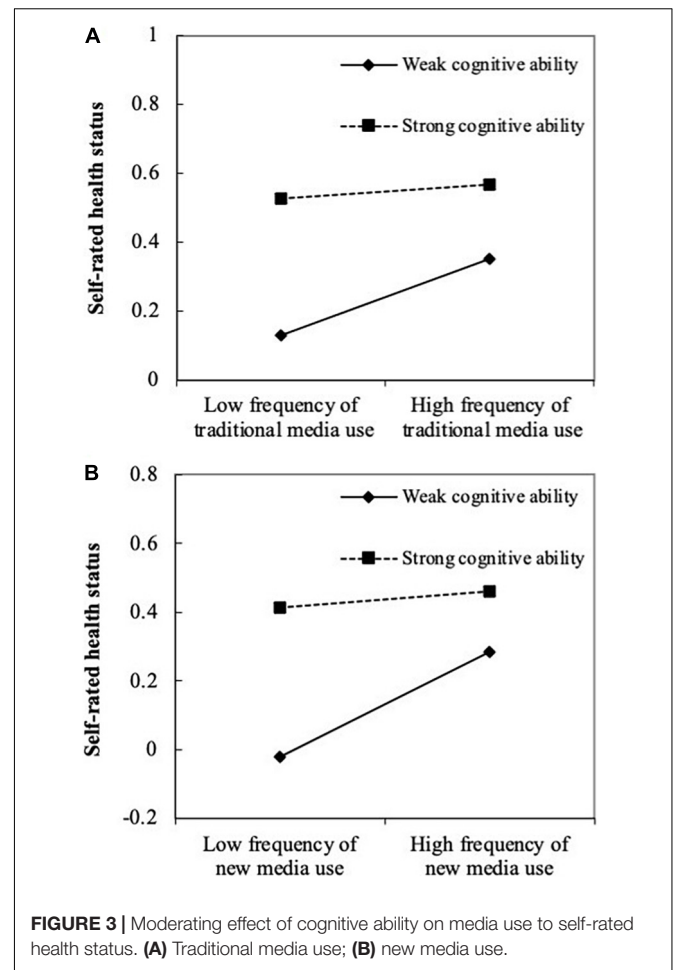 A
1
Weak cognitive ability
0.8
Strong cognitive ability
0.6
0.4
0.2
0
Self-rated health status
Low frequency of
traditional media use
High frequency of
traditional media use
B
0.8
Weak cognitive ability
0.6
Strong cognitive ability
0.4
0.2
0
-0.2
Self-rated health status
Low frequency of
new media use
High frequency of
new media use
FIGURE 3 | Moderating effect of cognitive ability on media use to self-rated
health status. (A) Traditional media use; (B) new media use.